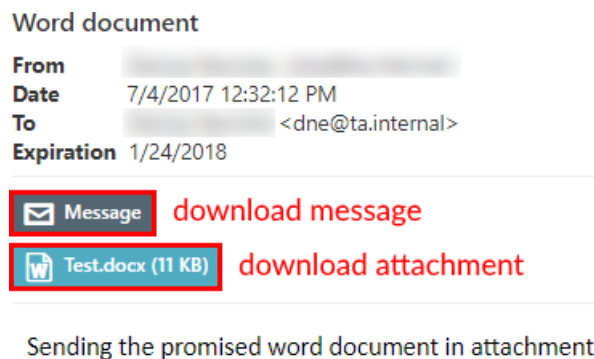 Word document
From
Date 7/4/2017 12:32:12 PM
To <dne@ta.internal>
Expiration 1/24/2018
Message download message
Test.docx (11 KB) download attachment
Sending the promised word document in attachment